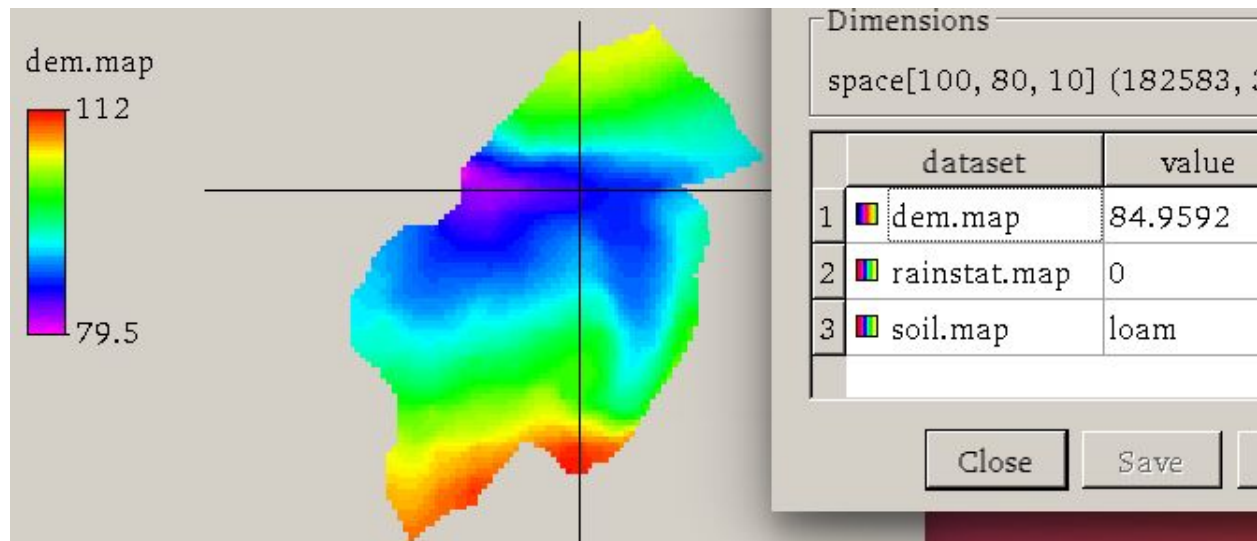 dem.map
112
79.5
Dimensions
space[100, 80, 10] (182583,
dataset value
1 dem.map 84.9592
2 rainstat.map 0
3 soil.map loam
Close Save